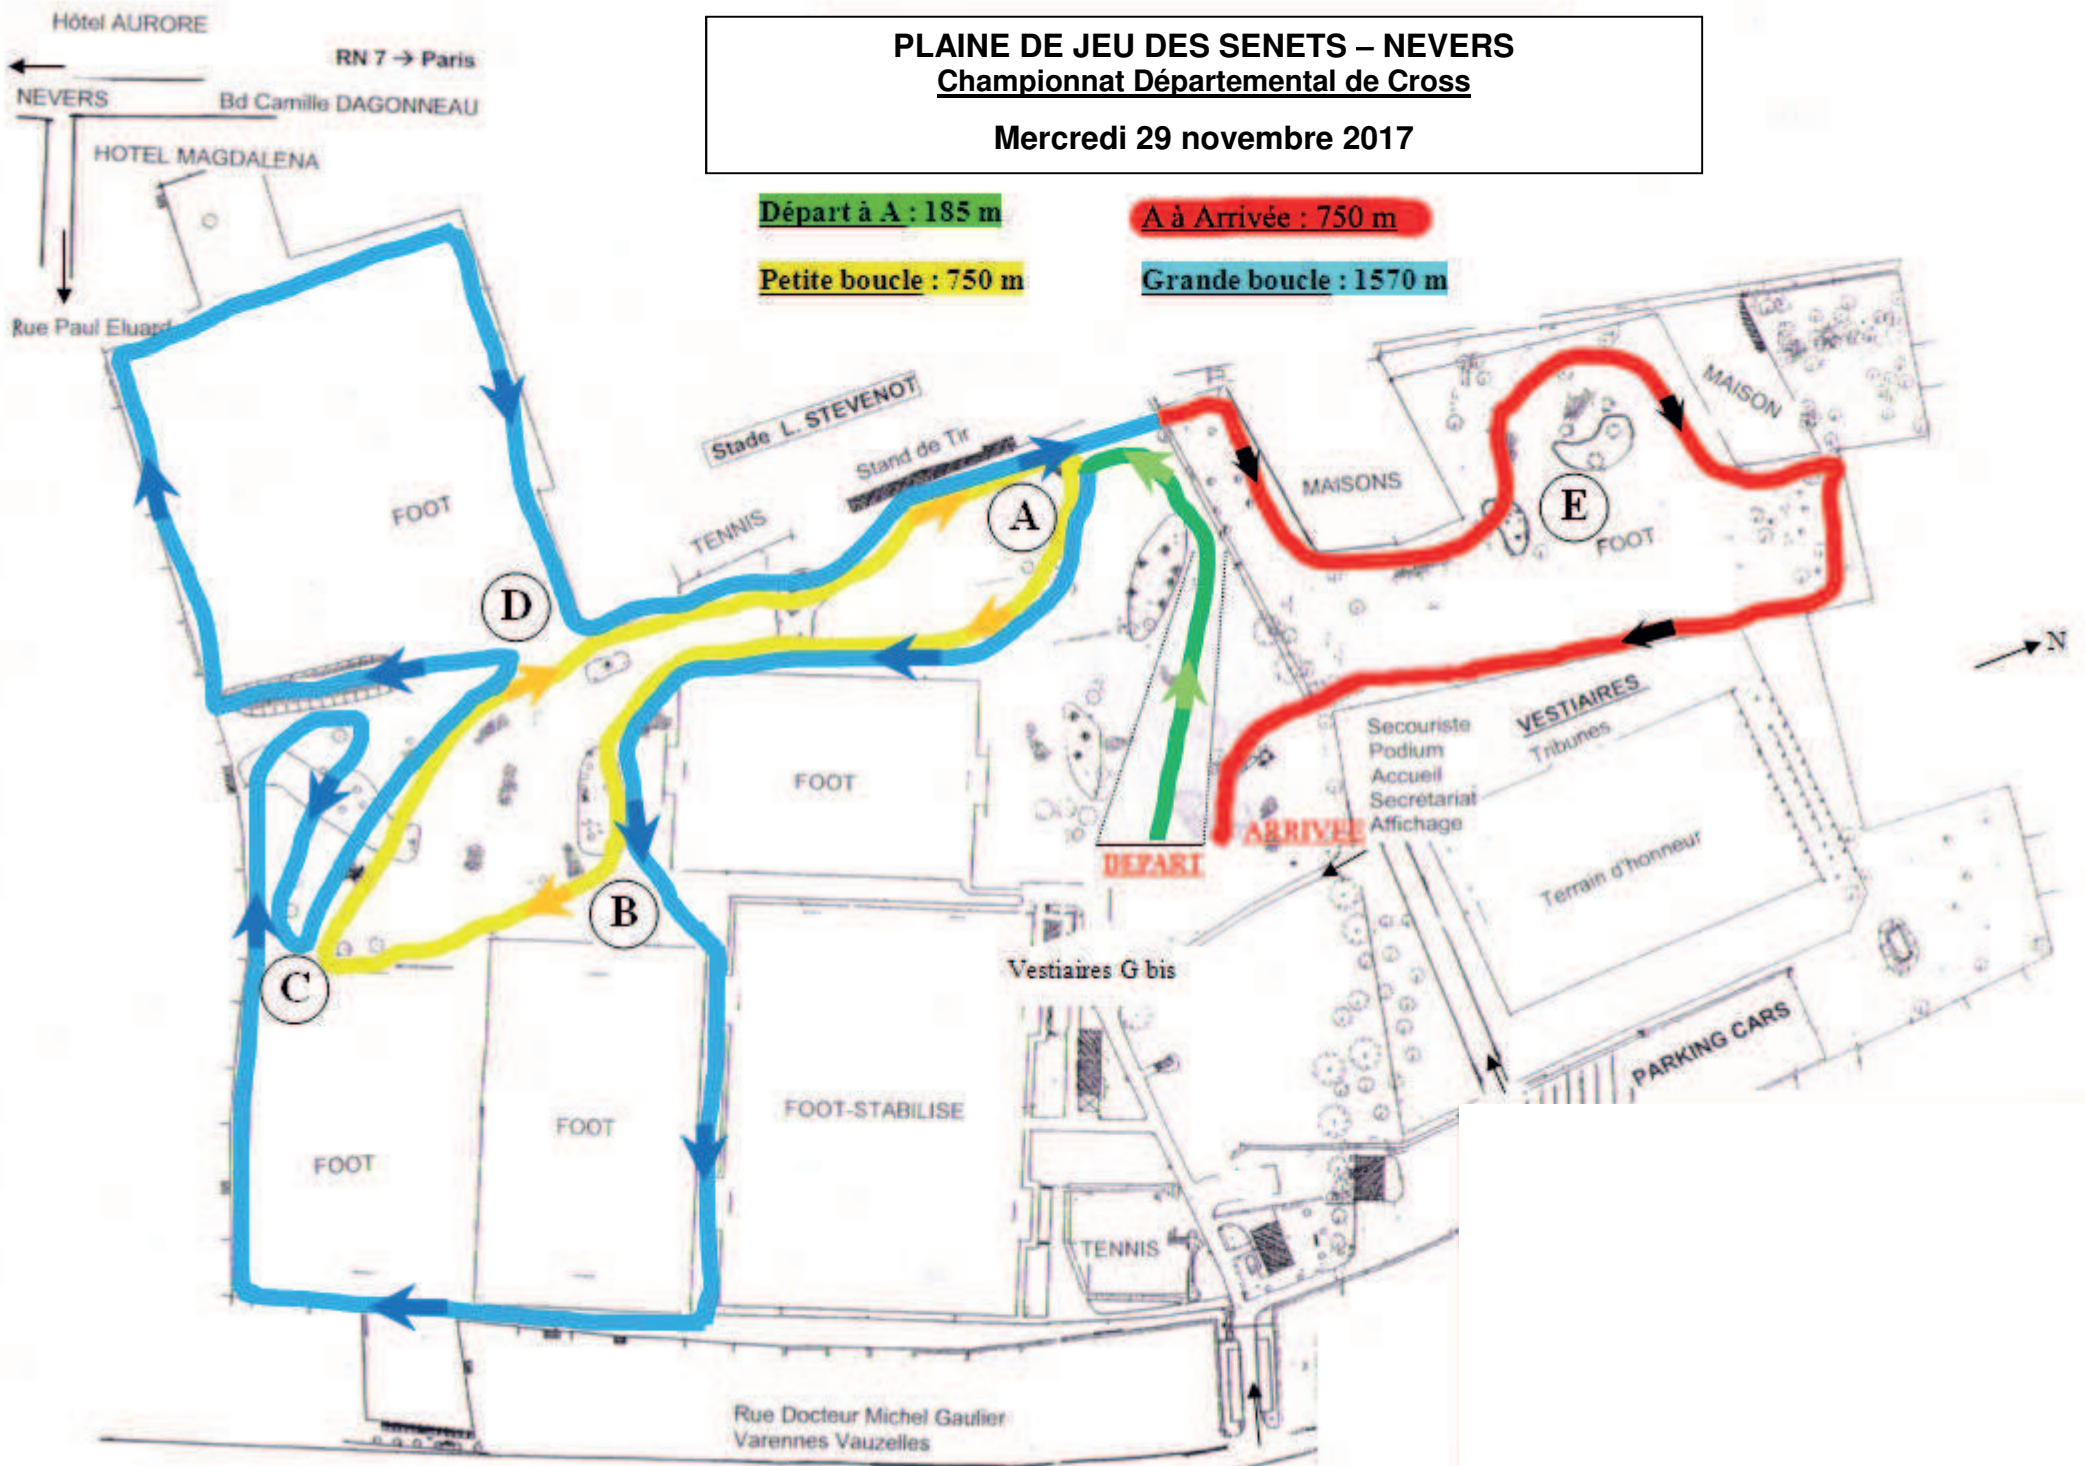 Hôtel AURORE
RN 7 → Paris
NEVERS
Bd Camille DAGONNEAU
HOTEL MAGDALENA
Rue Paul Eluard
PLAINE DE JEU DES SENETS – NEVERS
Championnat Départemental de Cross
Mercredi 29 novembre 2017
Départ à A : 185 m
A à Arrivée : 750 m
Petite boucle : 750 m
Grande boucle : 1570 m
Stade L. STEVENOT
Stand de Tir
TENNIS
MAISONS
MAISON
FOOT
A
E
FOOT
D
N
VESTIAIRES
Tribunes
Secouriste
Podium
Accueil
Secrétariat
Affichage
FOOT
ARRIVEE
DEPART
Terrain d'honneur
B
C
Vestiaires G bis
PARKING CARS
FOOT-STABILISE
FOOT
FOOT
TENNIS
Rue Docteur Michel Gaulier
Varennes Vauzelles